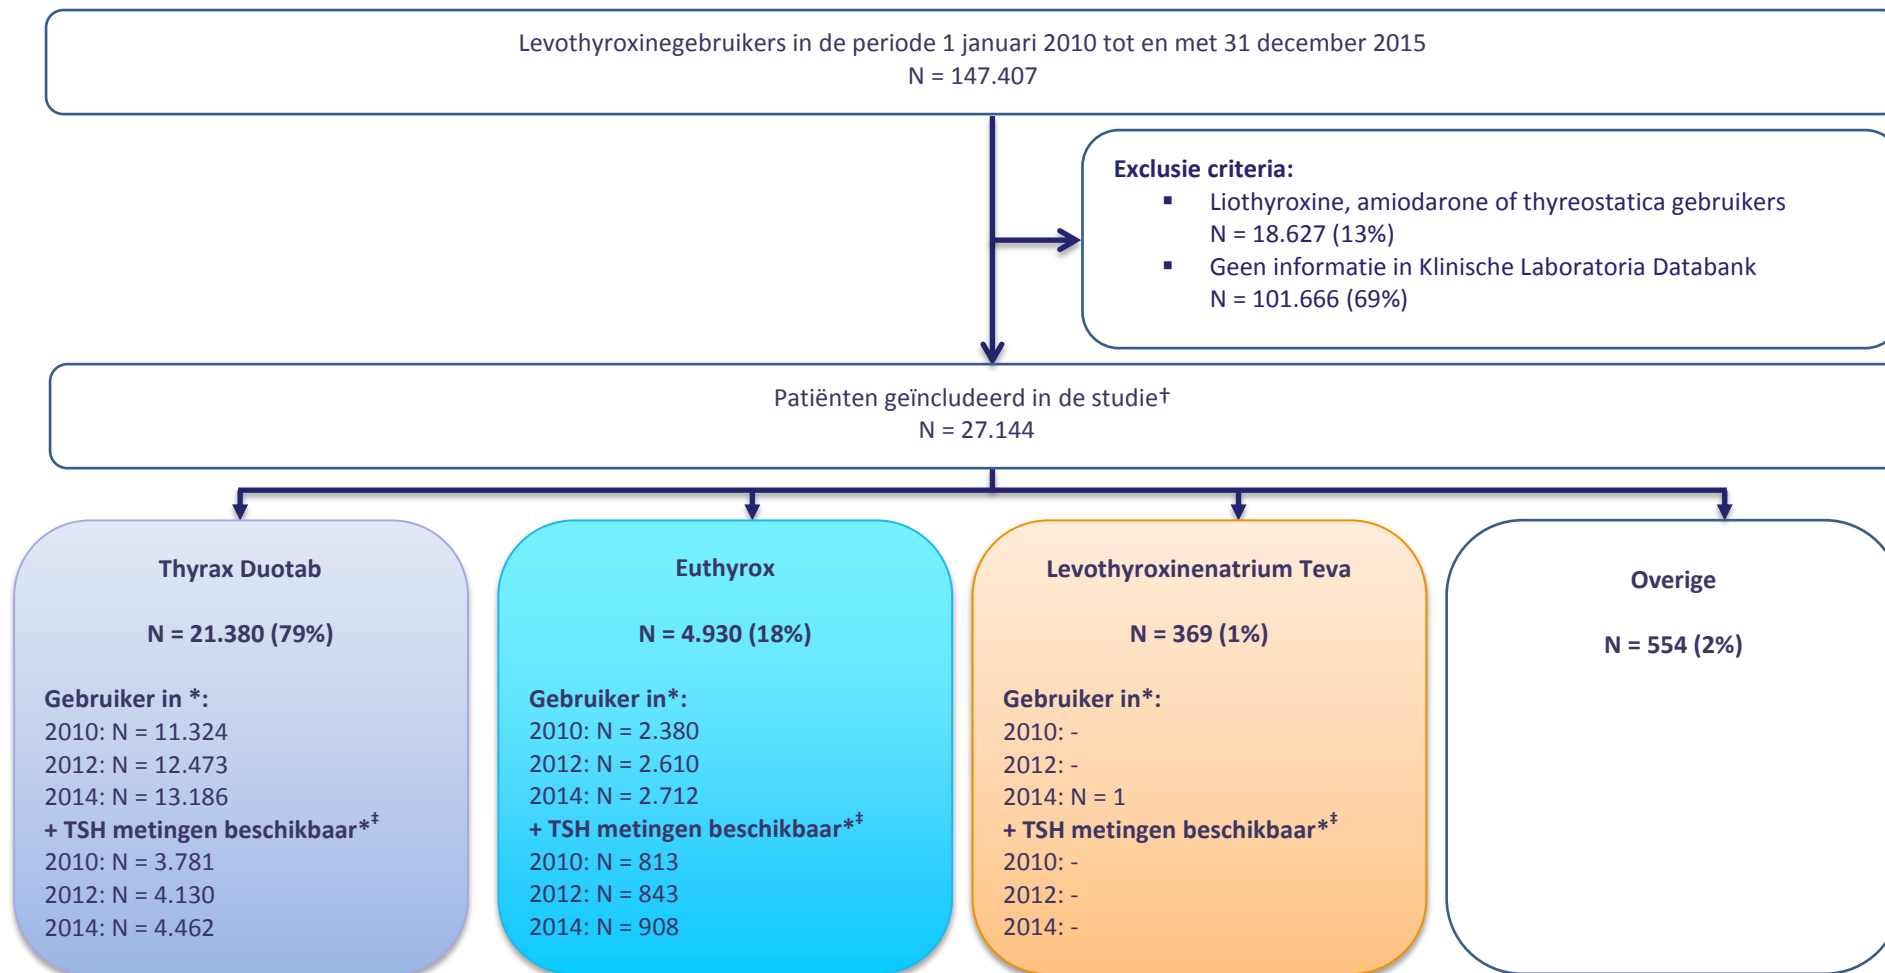 Levothyroxinegebruikers in de periode 1 januari 2010 tot en met 31 december 2015
N = 147.407
Exclusie criteria:
▪ Liothyroxine, amiodarone of thyreostatica gebruikers
N = 18.627 (13%)
▪ Geen informatie in Klinische Laboratoria Databank
N = 101.666 (69%)
Patiënten geïncludeerd in de studie†
N = 27.144
Thyrax Duotab
N = 21.380 (79%)
Gebruiker in *:
2010: N = 11.324
2012: N = 12.473
2014: N = 13.186
+ TSH metingen beschikbaar*‡
2010: N = 3.781
2012: N = 4.130
2014: N = 4.462
Euthyrox
N = 4.930 (18%)
Gebruiker in*:
2010: N = 2.380
2012: N = 2.610
2014: N = 2.712
+ TSH metingen beschikbaar*‡
2010: N = 813
2012: N = 843
2014: N = 908
Levothyroxinenatrium Teva
N = 369 (1%)
Gebruiker in*:
2010: -
2012: -
2014: N = 1
+ TSH metingen beschikbaar*‡
2010: -
2012: -
2014: -
Overige
N = 554 (2%)